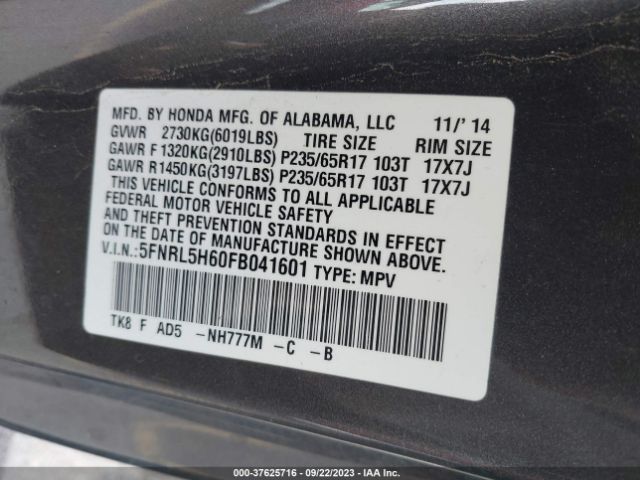 MFD. BY HONDA MFG. OF ALABAMA, LLC 11/' 14
GVWR 2730KG(6019LBS) TIRE SIZE RIM SIZE
GAWR F1320KG(2910LBS) P235/65R17 103T 17X7J
GAWR R1450KG(3197LBS) P235/65R17 103T 17X7J
THIS VEHICLE CONFORMS TO ALL APPLICABLE
FEDERAL MOTOR VEHICLE SAFETY
AND THEFT PREVENTION STANDARDS IN EFFECT
ON THE DATE OF MANUFACTURE SHOWN ABOVE.
V.I.N.:5FNRL5H60FB041601 TYPE: MPV
TK8 F AD5 -NH777M -C -B
000-37625716 - 09/22/2023 - IAA Inc.